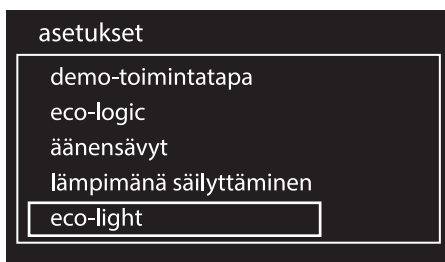 asetukset
demo-toimintatapa
eco-logic
äänensävyt
lämpimänä säilyttäminen
eco-light